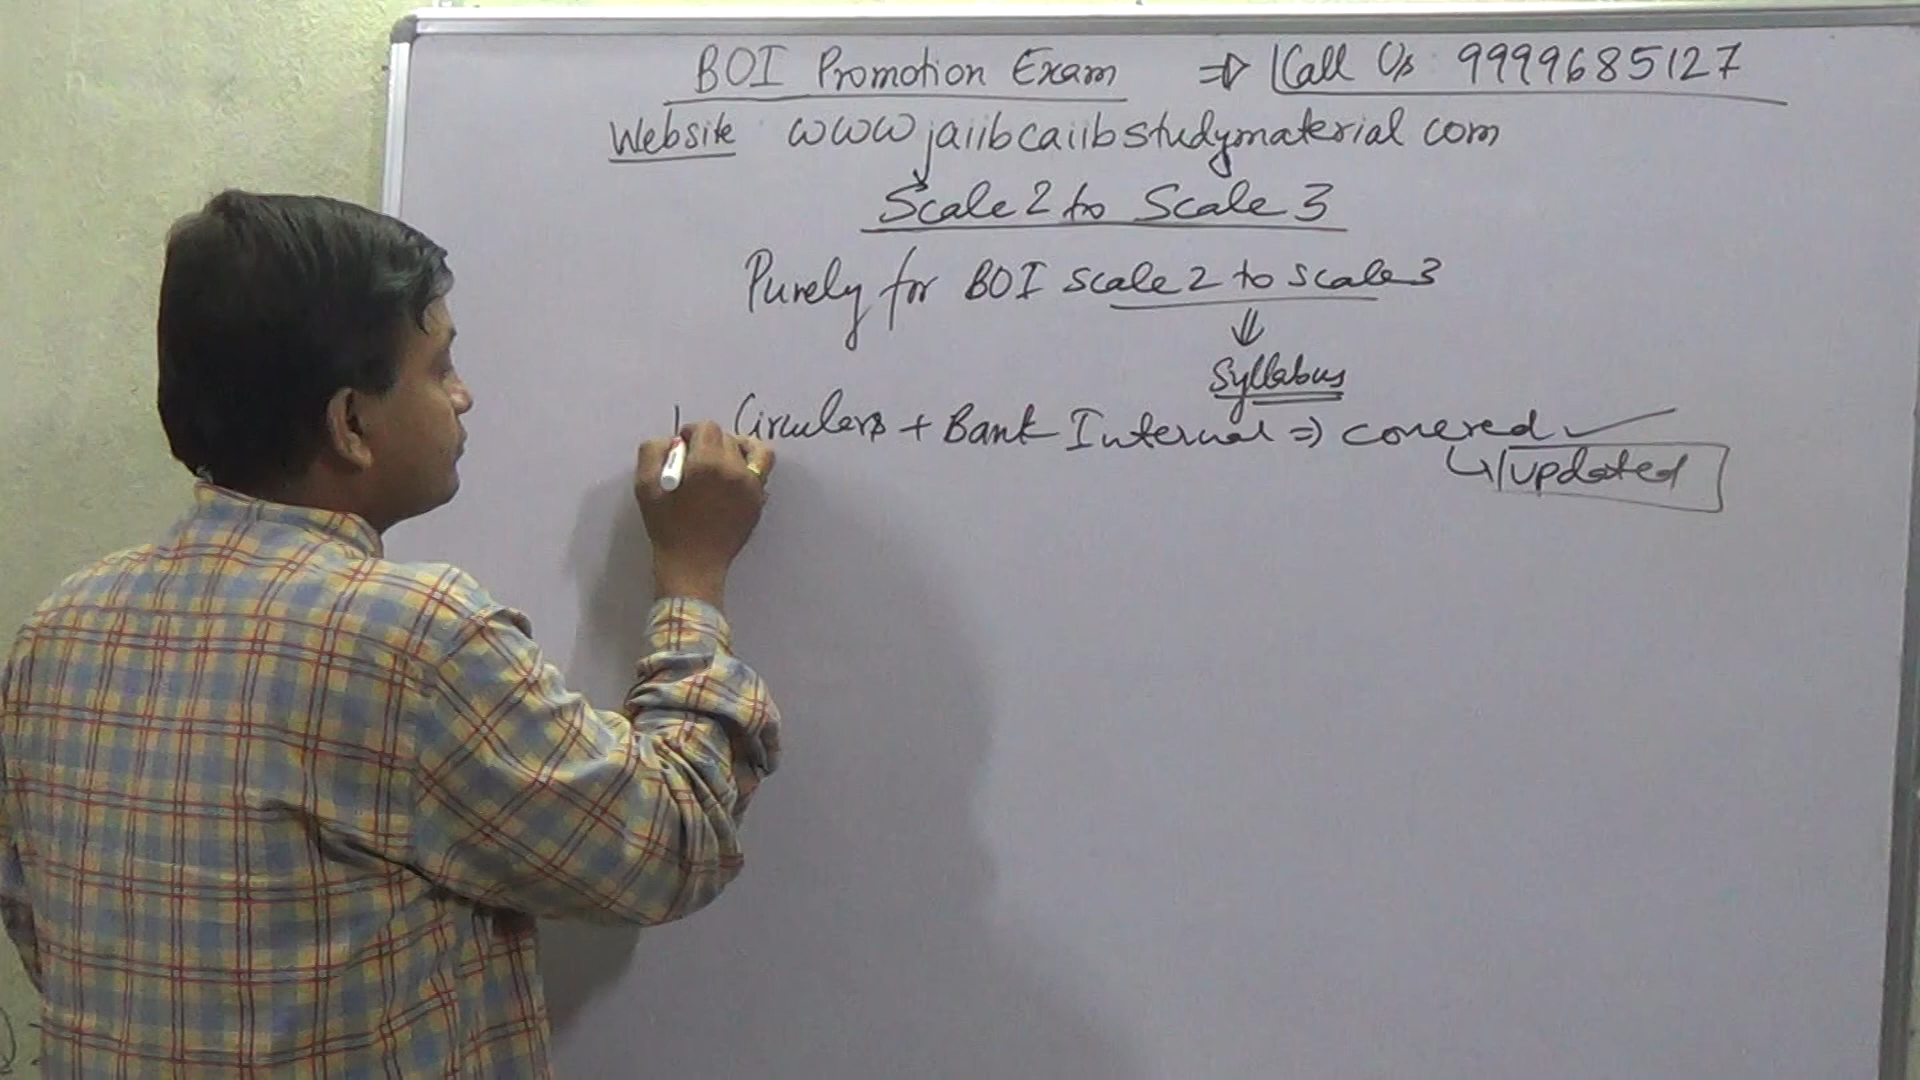 BOI Promotion Exam ⇒ Call Us 9999685127
Website www jaiibcaiibstudymaterial com
Scale 2 to Scale 3
Purely for BOI scale 2 to scale 3
⇓
Syllabus
1 Circulars + Bank Internal ⇒ covered ✓
↳ updated